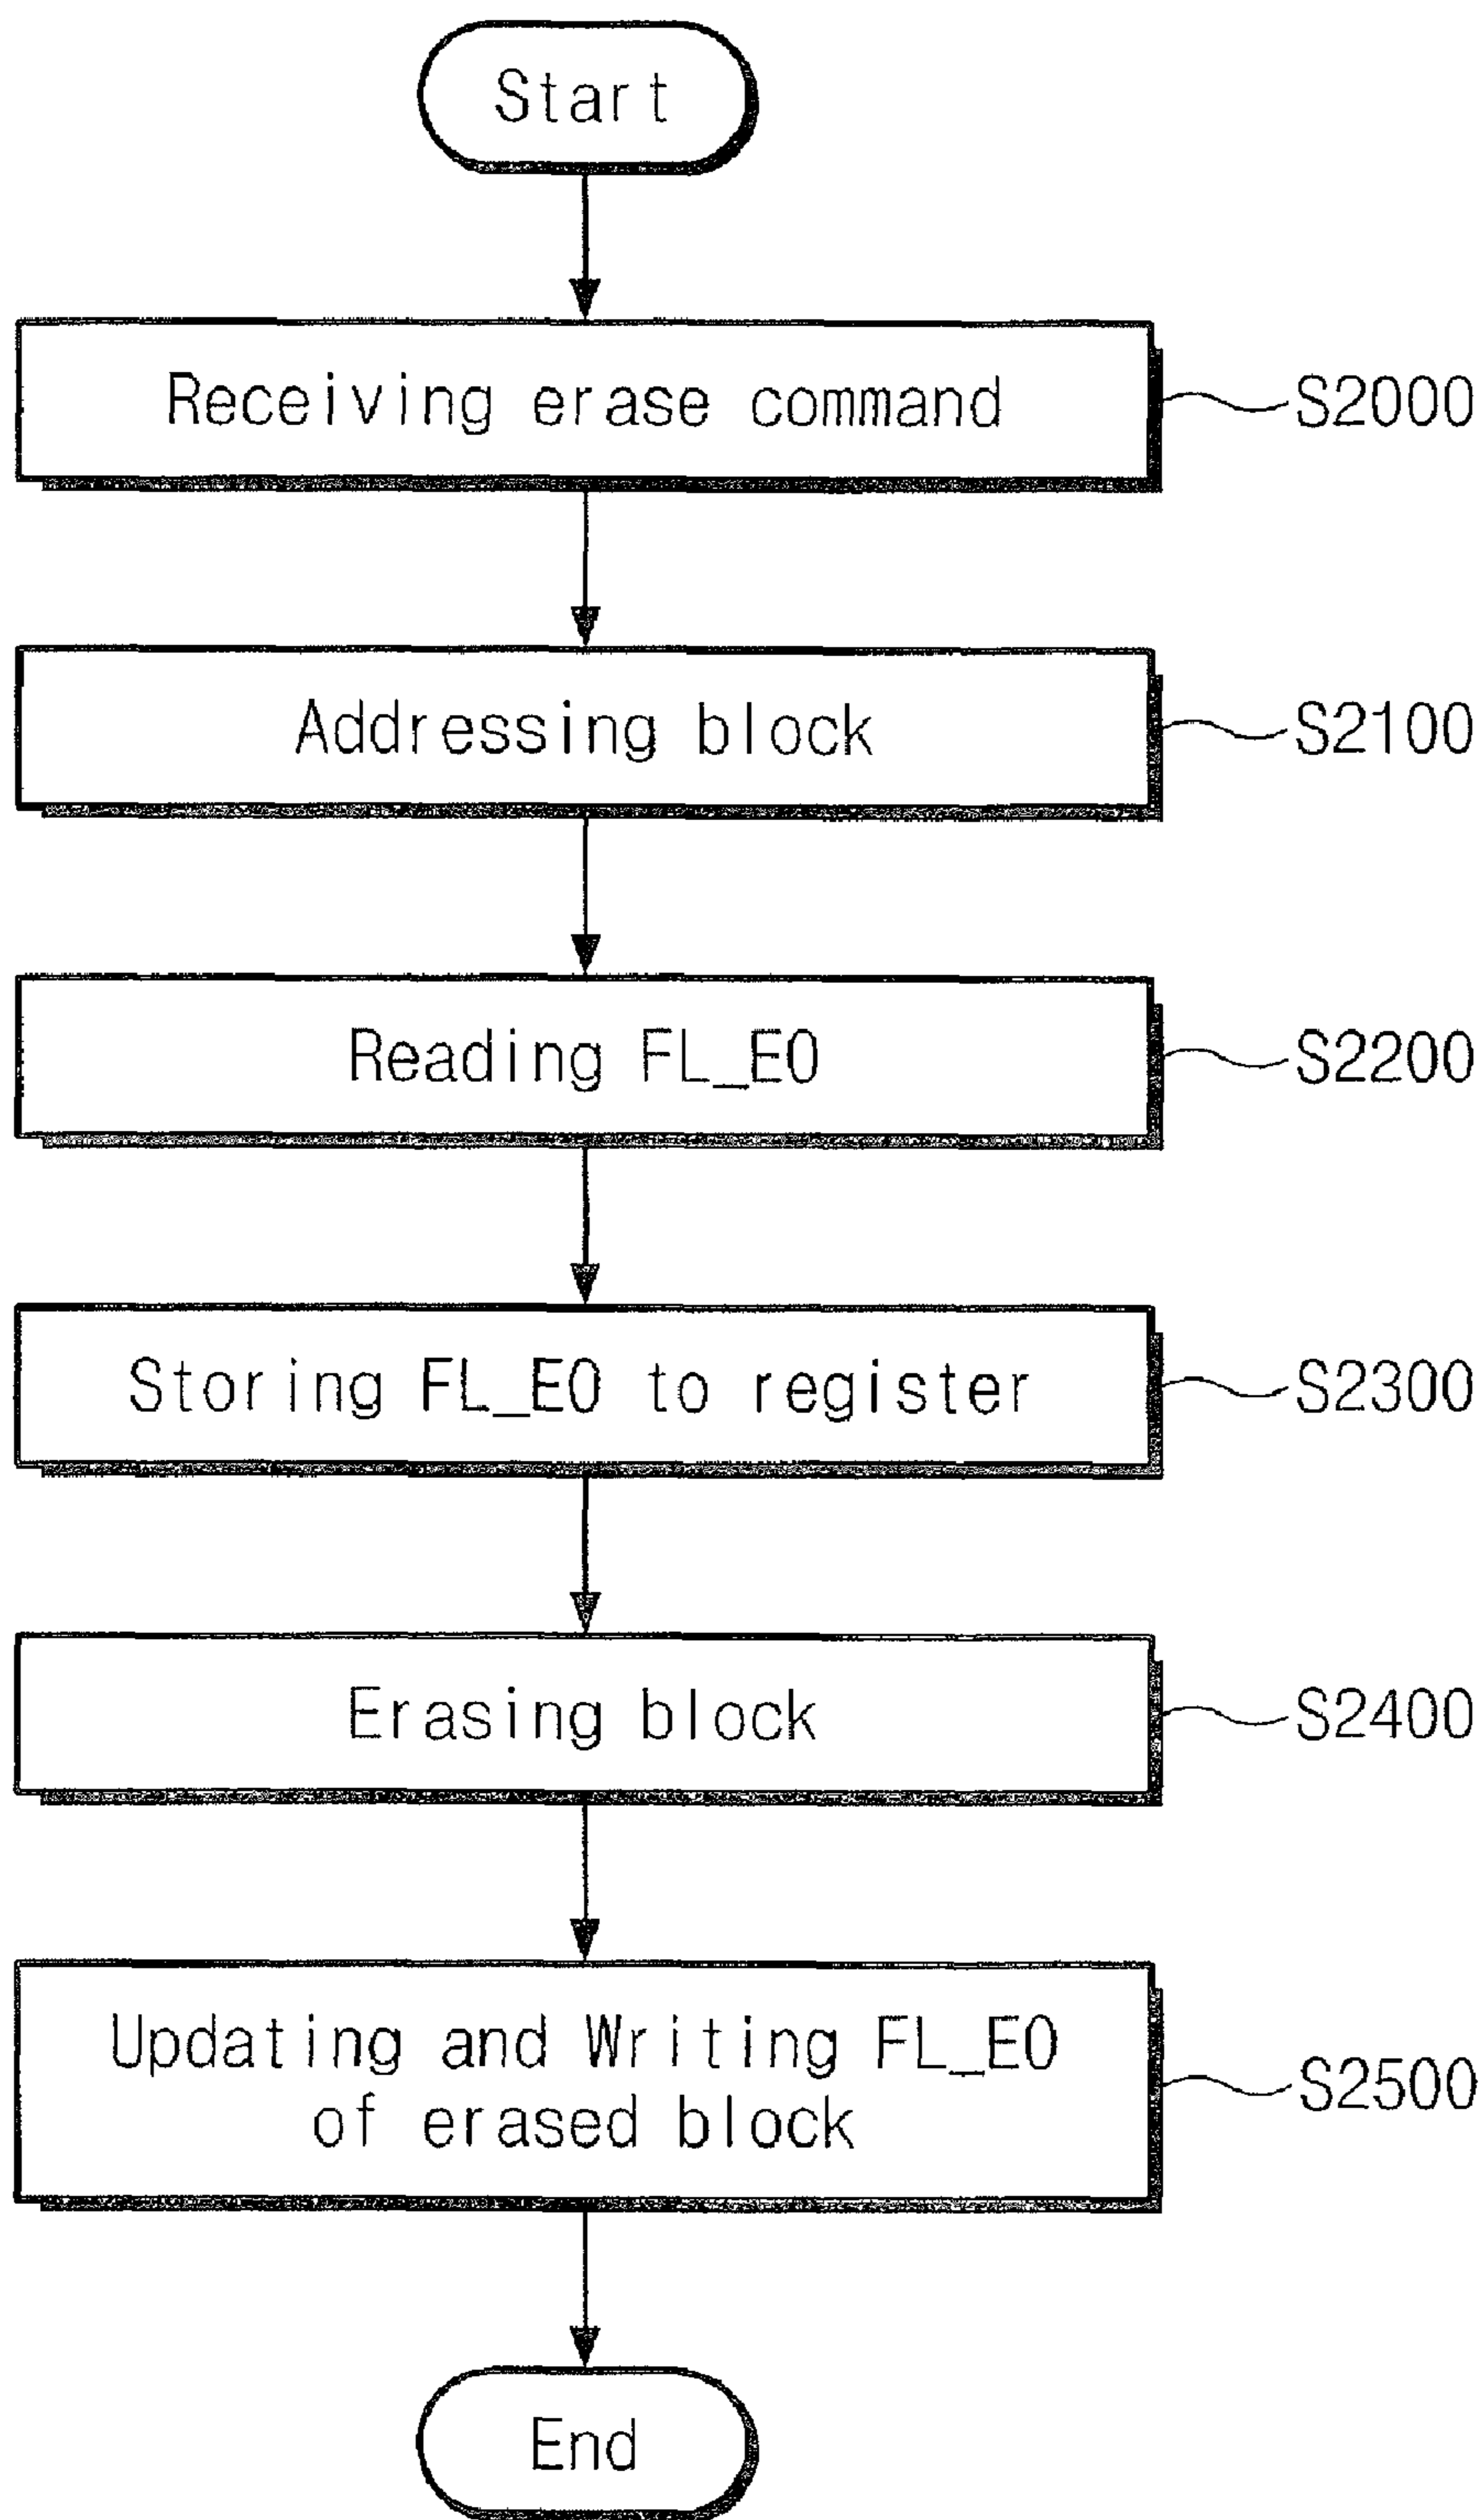 Start
Receiving erase command
S2000
Addressing block
S2100
Reading FL_E0
S2200
Storing FL_E0 to register
S2300
Erasing block
S2400
Updating and Writing FL_E0
of erased block
S2500
End